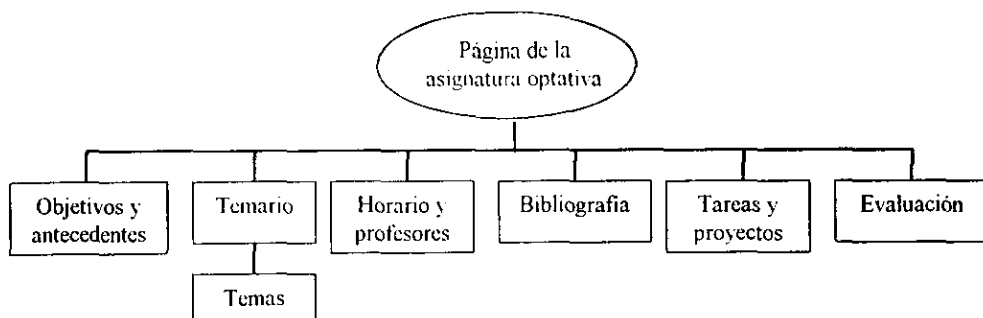 Página de la
asignatura optativa
Objetivos y
antecedentes
Temario
Horario y
profesores
Bibliografía
Tareas y
proyectos
Evaluación
Temas